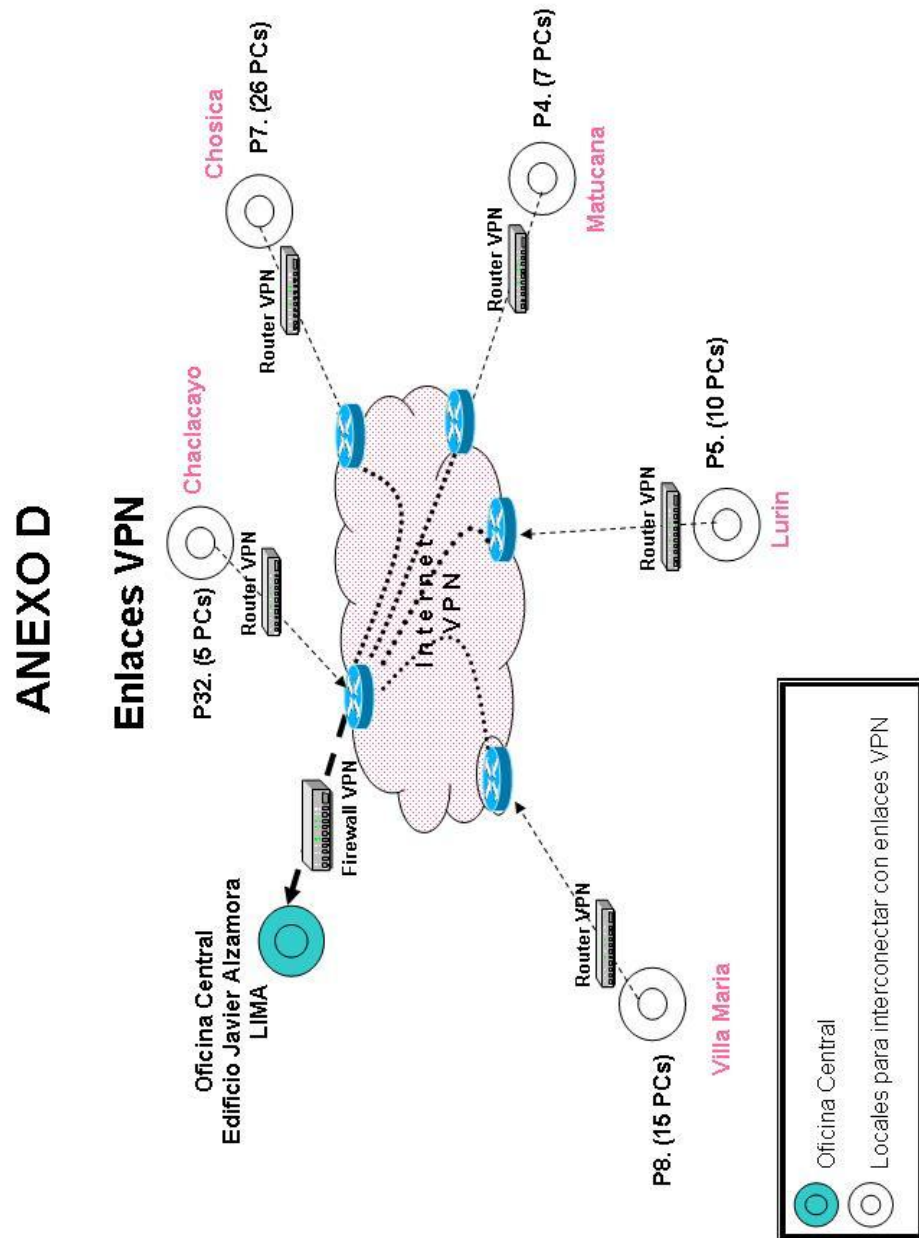 ANEXO D
Enlaces VPN
Chaclacayo
P32. (5 PCs)
Router VPN
Chosica
P7. (26 PCs)
Router VPN
Oficina Central
Edificio Javier Alzamora
LIMA
Firewall VPN
Internet
VPN
Router VPN
P4. (7 PCs)
Matucana
Router VPN
P5. (10 PCs)
Lurin
Router VPN
P8. (15 PCs)
Villa Maria
Oficina Central
Locales para interconectar con enlaces VPN